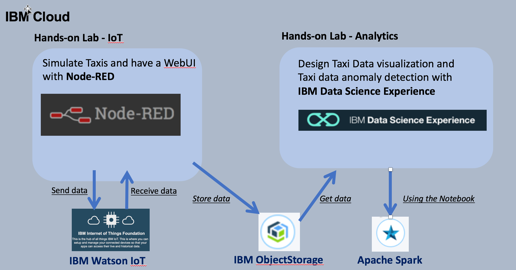 IBM Cloud
Hands-on Lab - IoT
Simulate Taxis and have a WebUI
with Node-RED
Node-RED
Send data
Receive data
IBM Internet of Things Foundation
IBM Watson IoT
Store data
Hands-on Lab - Analytics
Design Taxi Data visualization and
Taxi data anomaly detection with
IBM Data Science Experience
IBM Data Science Experience
Get data
Using the Notebook
IBM ObjectStorage
Apache Spark